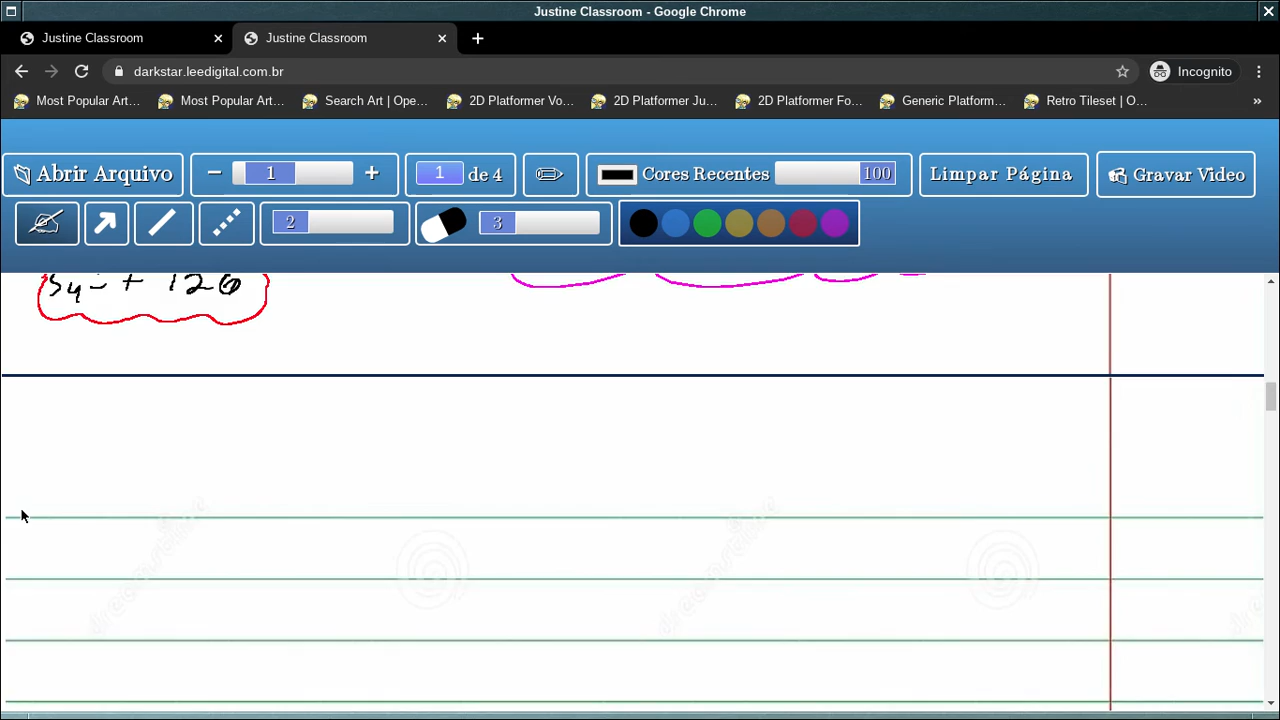 Justine Classroom - Google Chrome
Justine Classroom
Justine Classroom
darkstar.leedigital.com.br
Incognito
Most Popular Art…
Most Popular Art…
Search Art | Ope…
2D Platformer Vo…
2D Platformer Ju…
2D Platformer Fo…
Generic Platform…
Retro Tileset | O…
»
Abrir Arquivo
− 1 +
1 de 4
Cores Recentes 100
Limpar Página
Gravar Video
2
3
+ 126
dreamstime
dreamstime